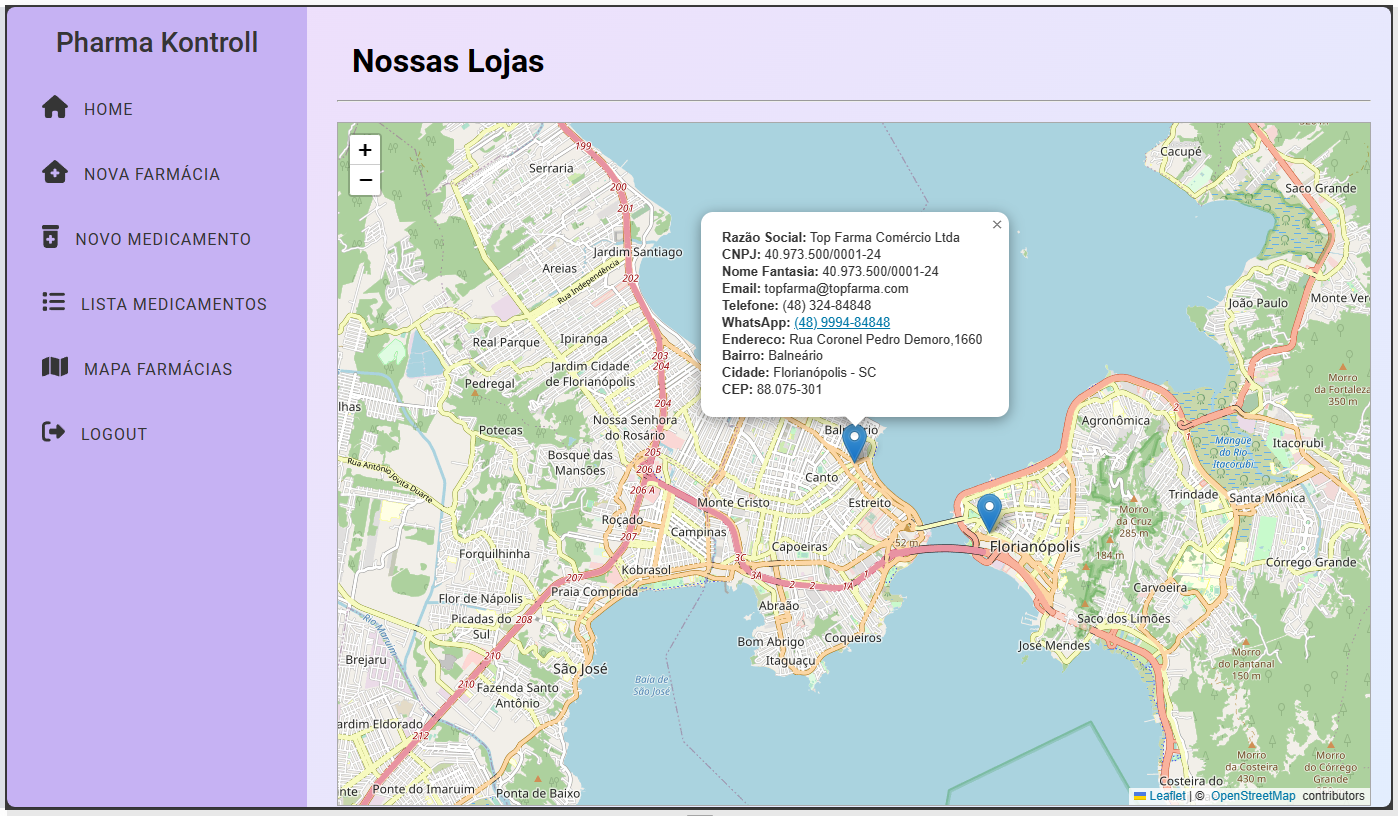 Pharma Kontroll
HOME
NOVA FARMÁCIA
NOVO MEDICAMENTO
LISTA MEDICAMENTOS
MAPA FARMÁCIAS
LOGOUT
Nossas Lojas
+
−
Razão Social: Top Farma Comércio Ltda
CNPJ: 40.973.500/0001-24
Nome Fantasia: 40.973.500/0001-24
Email: topfarma@topfarma.com
Telefone: (48) 324-84848
WhatsApp: (48) 9994-84848
Endereco: Rua Coronel Pedro Demoro,1660
Bairro: Balneário
Cidade: Florianópolis - SC
CEP: 88.075-301
×
199
Serraria
200
201
Jardim Santiago
Areias
Rua Independência
202
Real Parque
Ipiranga
203
204
Jardim Cidade
de Florianópolis
Pedregal
204
lhas
Potecas
Nossa Senhora
do Rosário
205
Bosque das
Mansões
206 B
206 A
Rua Antônio Jovita Duarte
Roçado
207
Monte Cristo
Campinas
Canto
Estreito
Capoeiras
52 m
Forquilhinha
Kobrasol
3C
3A
2
2
1A
1
207
Praia Comprida
Flor de Nápolis
208
Picadas do
Sul
Rio Maruim
210
Brejaru
São José
210
Fazenda Santo
Antônio
ardim Eldorado
212
nte
Ponte do Imaruim
Ponta de Baixo
Abraão
Bom Abrigo
Coqueiros
Itaguaçu
Baía de
São José
Cacupé
Saco Grande
João Paulo
Monte Ver
Morro
da Fortaleza
350 m
Agronômica
1
Mangue
do Rio
Itacorubi
Itacorubi
Trindade
Santa Mônica
Morro
da Cruz
285 m
Florianópolis
184 m
Córrego Grande
Carvoeira
Saco dos Limões
José Mendes
Morro
do Pantanal
150 m
Morro
da Costeira
430 m
Morro
do Córrego
Grande
Costeira do
Leaflet | © OpenStreetMap contributors